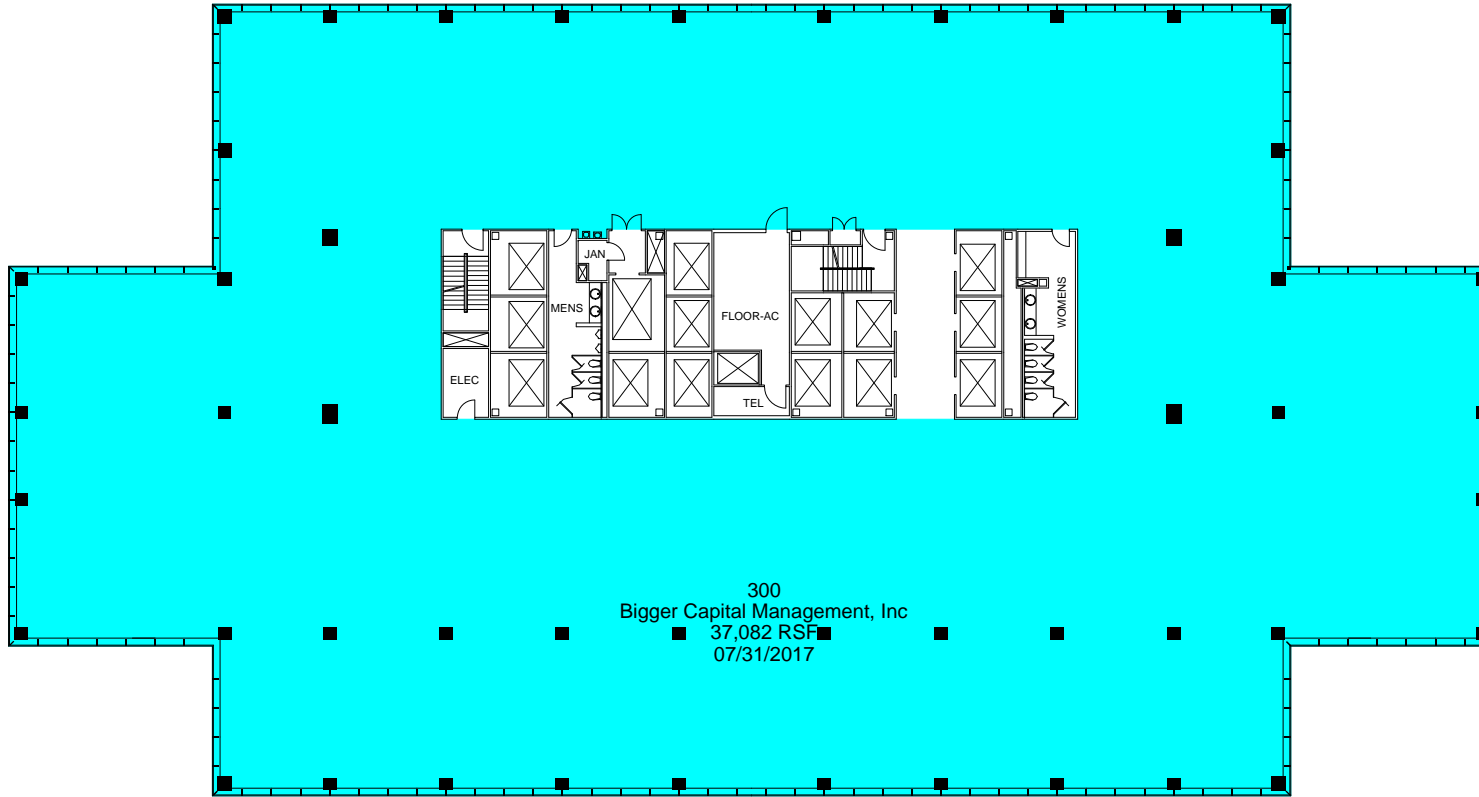 JAN
MENS
FLOOR-AC
WOMENS
ELEC
TEL
300
Bigger Capital Management, Inc
37,082 RSF
07/31/2017